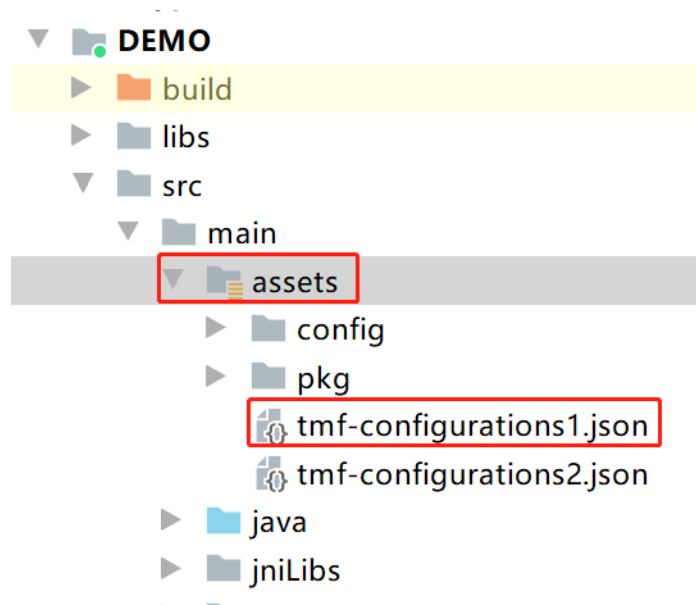 DEMO
build
libs
src
main
assets
config
pkg
tmf-configurations1.json
tmf-configurations2.json
java
jniLibs